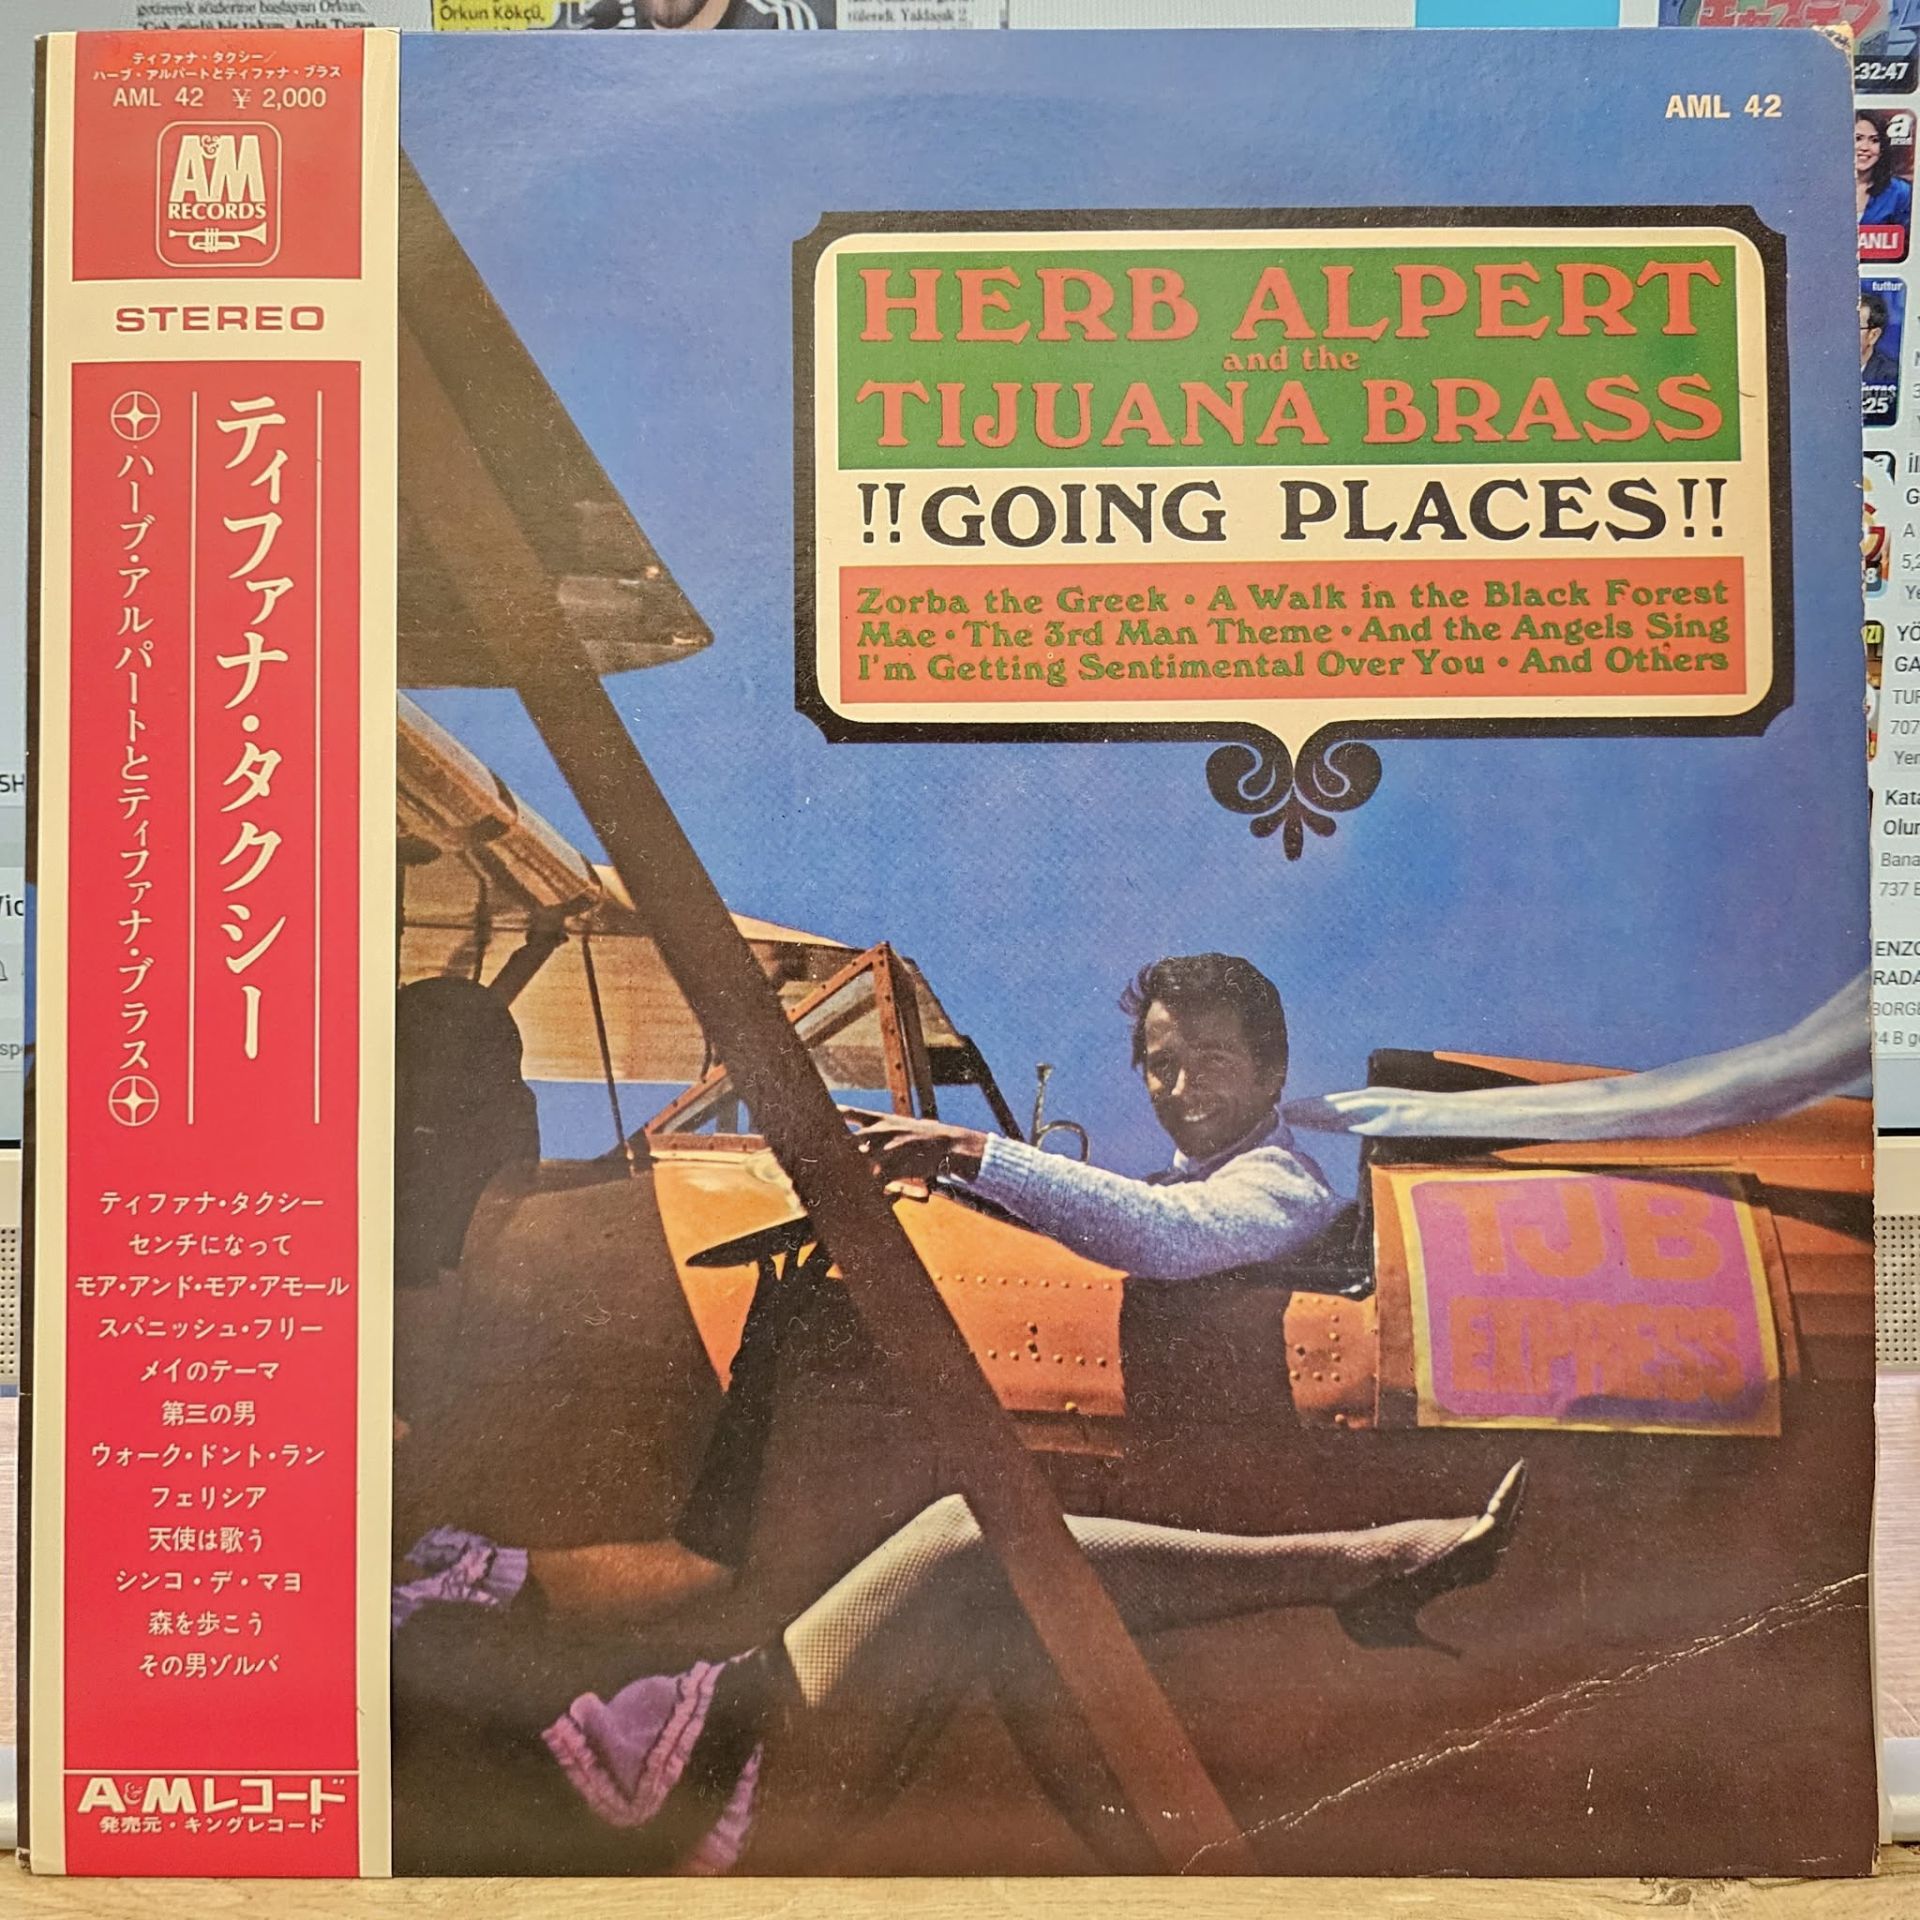 ティファナ・タクシー/
ハーブ・アルパートとティファナ・ブラス
AML 42 ¥ 2,000
A&M
RECORDS
STEREO
ティファナ・タクシー
ハーブ・アルパートとティファナ・ブラス
ティファナ・タクシー
センチになって
モア・アンド・モア・アモール
スパニッシュ・フリー
メイのテーマ
第三の男
ウォーク・ドント・ラン
フェリシア
天使は歌う
シンコ・デ・マヨ
森を歩こう
その男ゾルバ
A&Mレコード
発売元・キングレコード
AML 42
HERB ALPERT
and the
TIJUANA BRASS
!!GOING PLACES!!
Zorba the Greek • A Walk in the Black Forest
Mae • The 3rd Man Theme • And the Angels Sing
I'm Getting Sentimental Over You • And Others
TJB
EXPRESS
Orkun Kökçü,
:32:47
ANLI
:25
737 B